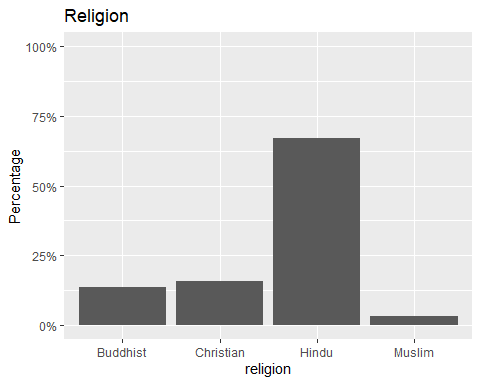 Religion
100%
75%
50%
25%
0%
Percentage
Buddhist Christian Hindu Muslim
religion